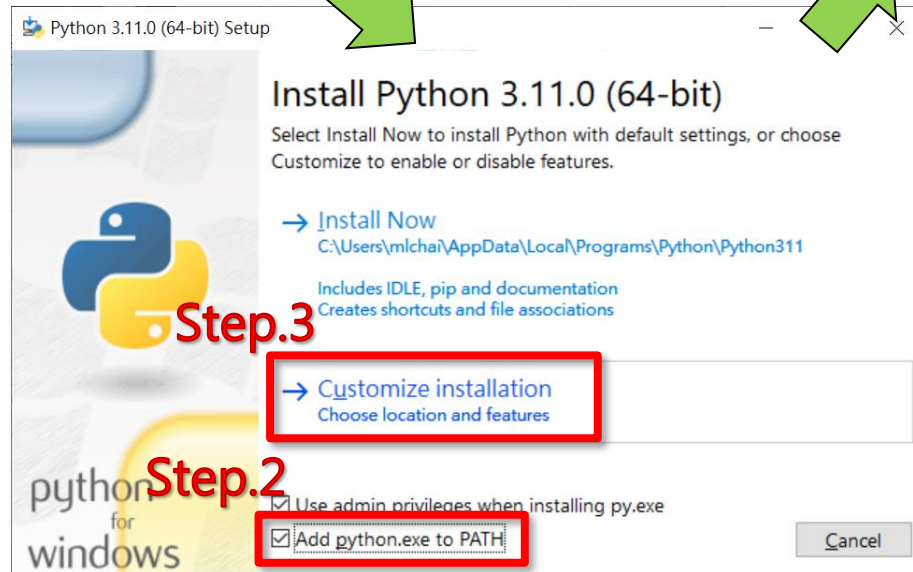 Python 3.11.0 (64-bit) Setup
Install Python 3.11.0 (64-bit)
Select Install Now to install Python with default settings, or choose
Customize to enable or disable features.
→ Install Now
C:\Users\mlchai\AppData\Local\Programs\Python\Python311
Includes IDLE, pip and documentation
Creates shortcuts and file associations
Step.3
→ Customize installation
Choose location and features
Step.2
Use admin privileges when installing py.exe
Add python.exe to PATH
Cancel
python
for
windows